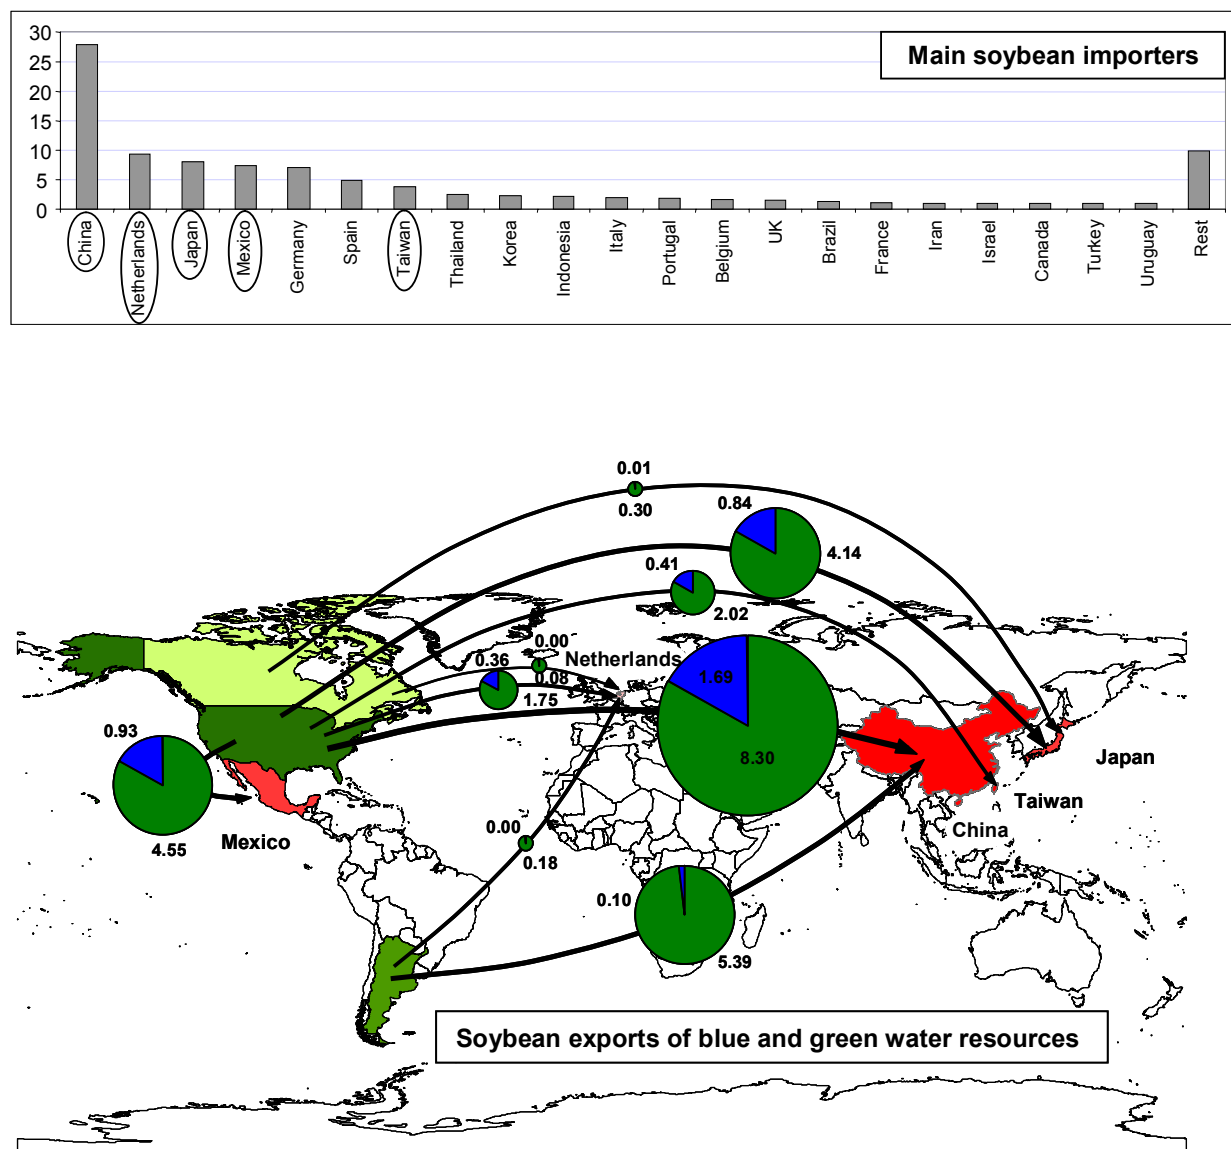 30
25
20
15
10
5
0
Main soybean importers
China
Netherlands
Japan
Mexico
Germany
Spain
Taiwan
Thailand
Korea
Indonesia
Italy
Portugal
Belgium
UK
Brazil
France
Iran
Israel
Canada
Turkey
Uruguay
Rest
0.01
0.30
0.84
4.14
0.41
2.02
0.00
0.08
Netherlands
0.36
1.75
1.69
8.30
0.93
4.55
Mexico
Japan
Taiwan
China
0.00
0.18
0.10
5.39
Soybean exports of blue and green water resources